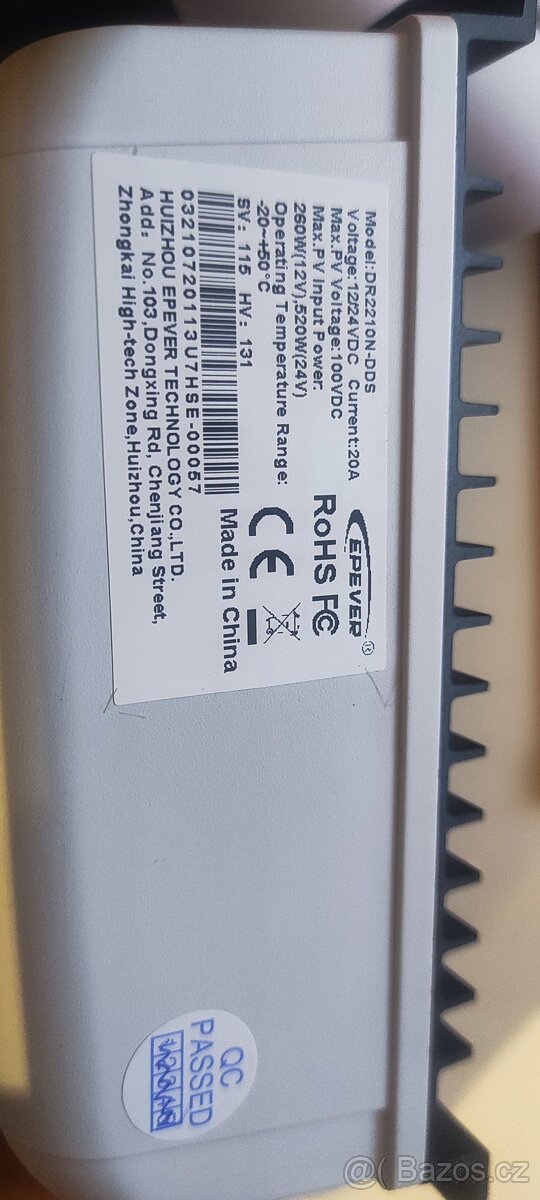 Model:DR2210N-DDS
Voltage:12/24VDC Current:20A
Max.PV Voltage:100VDC
Max.PV Input Power:
260W(12V),520W(24V)
Operating Temperature Range:
-20~+50°C
SV: 115 HV: 131
03210720113U7HSE-00057
HUIZHOU EPEVER TECHNOLOGY CO.,LTD.
Add: No.103,Dongxing Rd, Chenjiang Street,
Zhongkai High-tech Zone,Huizhou,China
EPEVER®
RoHS FC
CE
Made in China
QC
PASSED
@( Bazos.cz